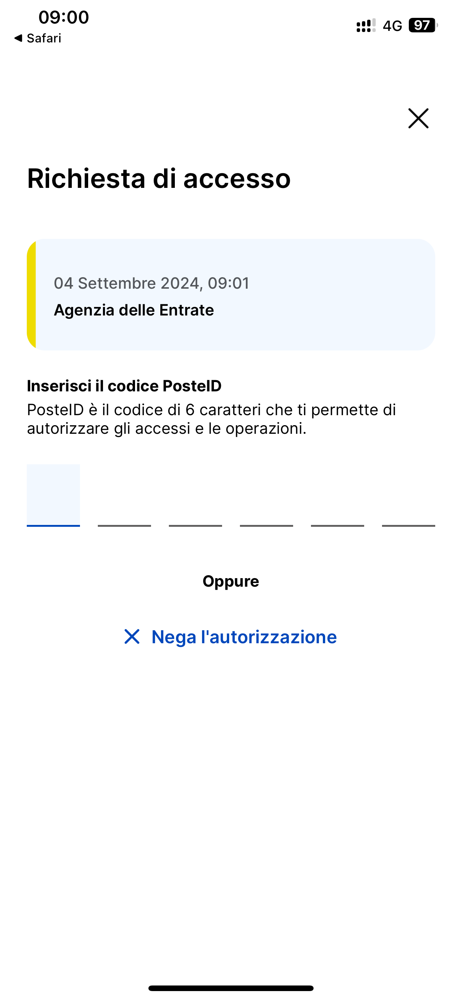 09:00
4G 97
◀ Safari
Richiesta di accesso
04 Settembre 2024, 09:01
Agenzia delle Entrate
Inserisci il codice PosteID
PosteID è il codice di 6 caratteri che ti permette di
autorizzare gli accessi e le operazioni.
Oppure
Nega l'autorizzazione